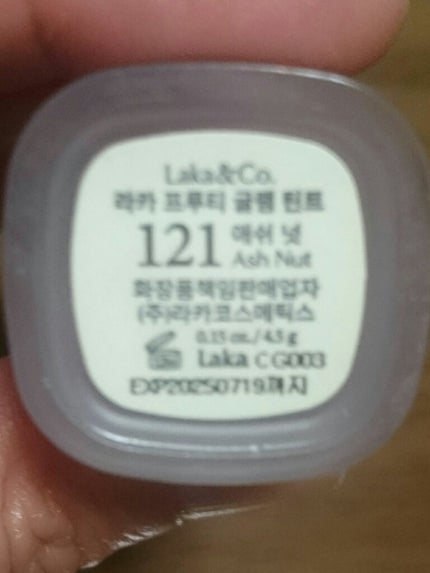 Laka&Co.
라카 프루티 글램 틴트
121 애쉬 넛
Ash Nut
화장품책임판매업자
(주)라카코스메틱스
0.15 oz./4.5 g
Laka CG003
EXP20250719까지